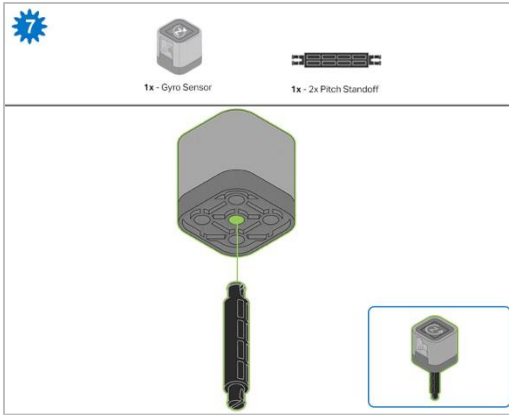 7
1x - Gyro Sensor
1x - 2x Pitch Standoff